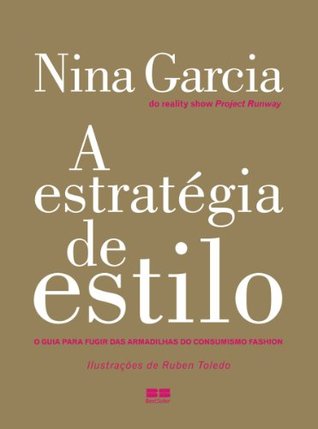 Nina Garcia
do reality show Project Runway
A
estratégia
de
estilo
O GUIA PARA FUGIR DAS ARMADILHAS DO CONSUMISMO FASHION
Ilustrações de Ruben Toledo
BestSeller